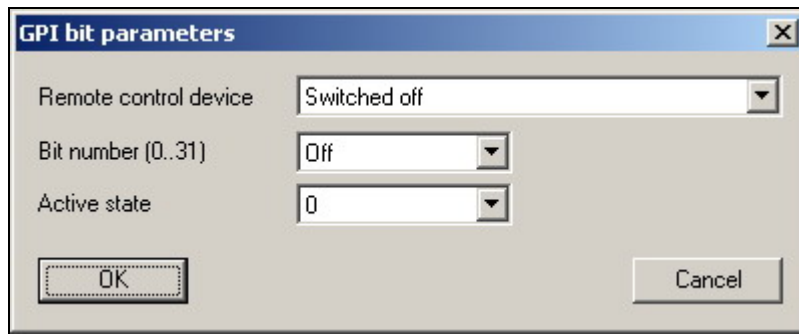 GPI bit parameters
Remote control device Switched off
Bit number (0..31) Off
Active state 0
OK Cancel